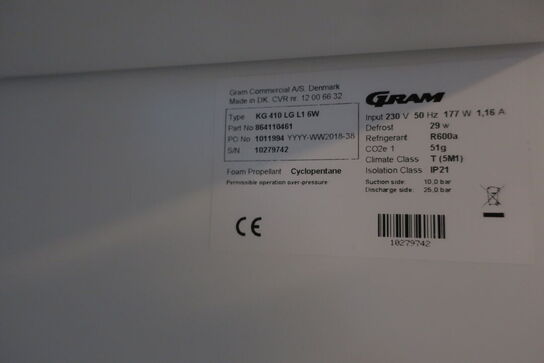 Gram Commercial A/S. Denmark
Made in DK. CVR nr. 12 00 66 32
Type KG 410 LG L1 6W
Part No 864110461
PO No 1011994 YYYY-WW2018-38
S/N 10279742
Foam Propellant Cyclopentane
Permissible operation over-pressure:
CE
GRAM
Input 230 V 50 Hz 177 W 1,16 A
Defrost 29 w
Refrigerant R600a
CO2e 1 51g
Climate Class T (5M1)
Isolation Class IP21
Suction side: 10,0 bar
Discharge side: 25,0 bar
10279742